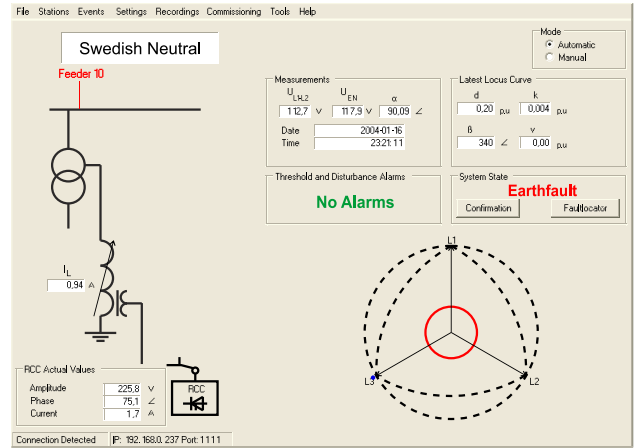 File Stations Events Settings Recordings Commissioning Tools Help
Swedish Neutral
Feeder 10
Mode
Automatic
Manual
Measurements
U L1-L2 U EN α
112,7 V 117,9 V 90,09 ∠
Date 2004-01-16
Time 23:21:11
Latest Locus Curve
d k
0,20 p.u 0,004 p.u
ß v
340 ∠ 0,00 p.u
Threshold and Disturbance Alarms
No Alarms
System State
Earthfault
Confirmation Faultlocator
I L
0,94 A
L1
L3
L2
RCC Actual Values
Amplitude 225,8 V
Phase 75,1 ∠
Current 1,7 A
RCC
Connection Detected IP: 192.168.0.237 Port: 1111